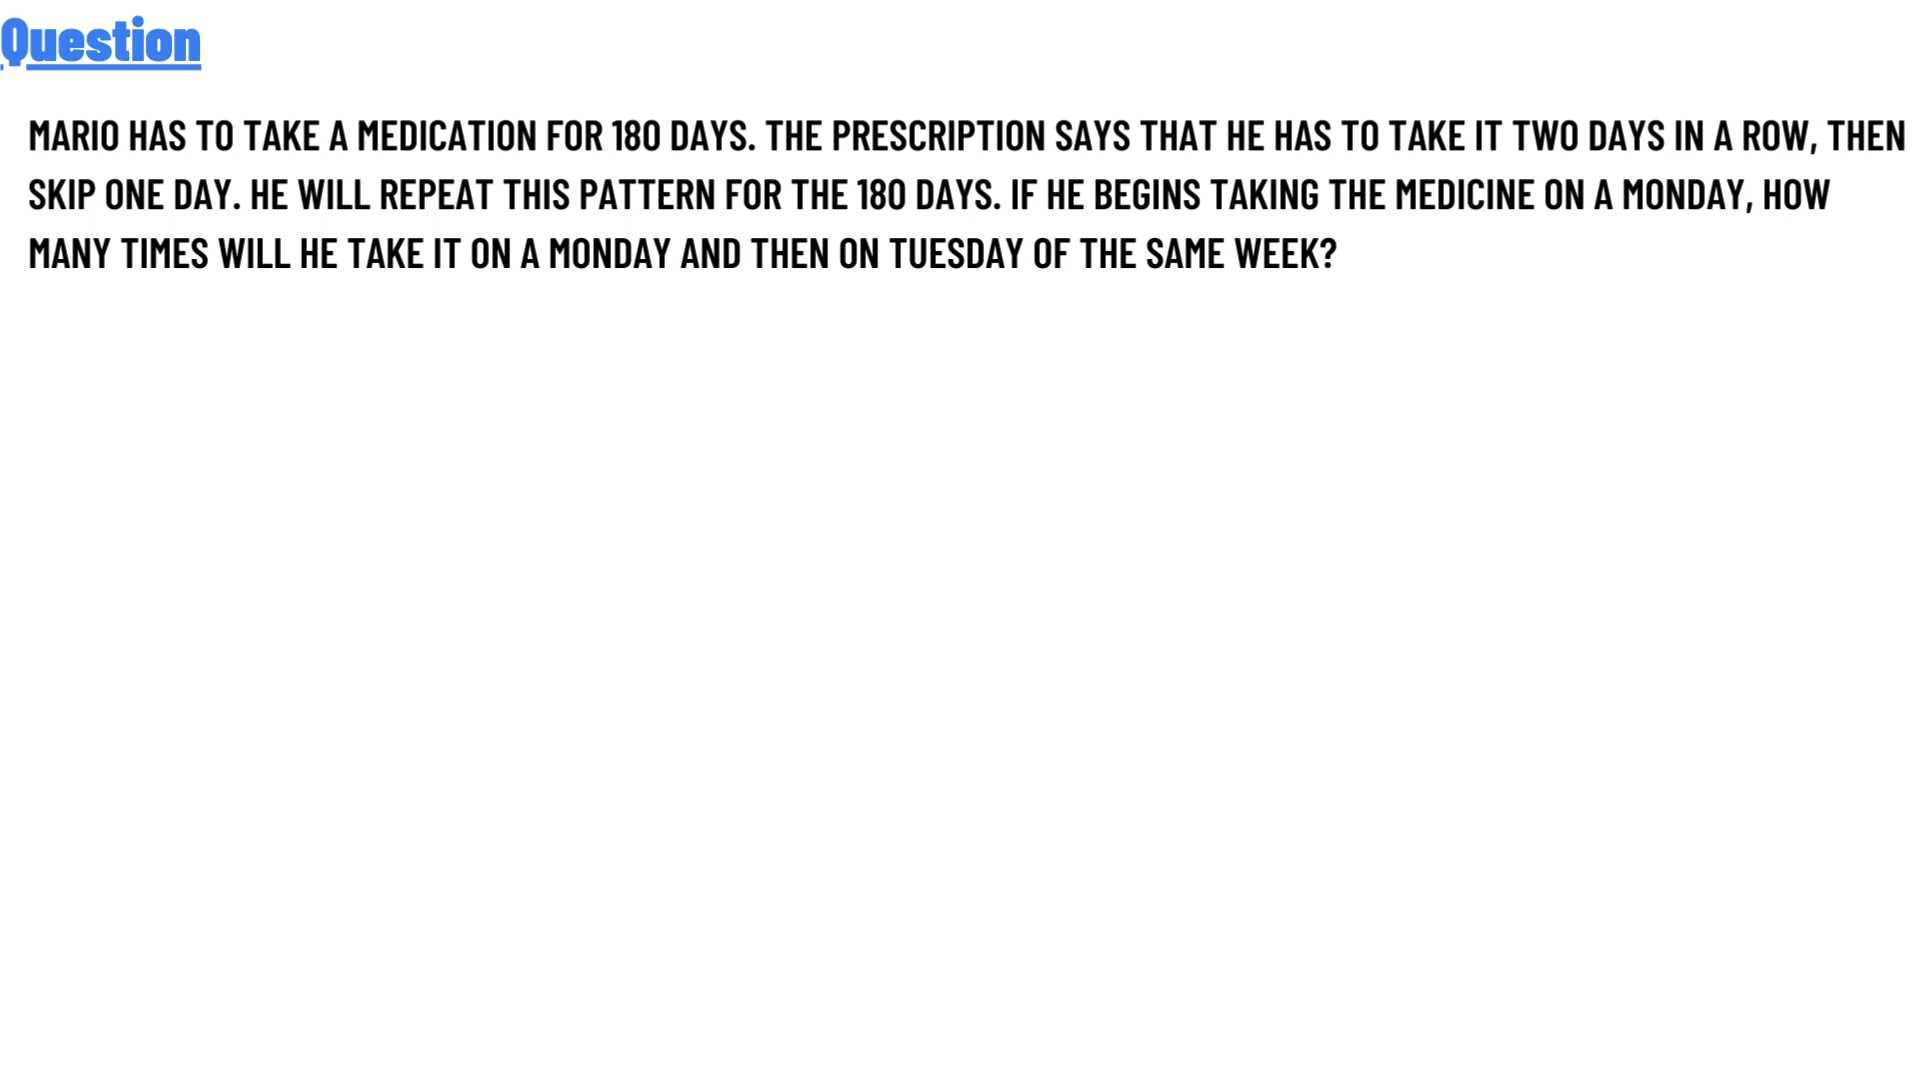 Question
MARIO HAS TO TAKE A MEDICATION FOR 180 DAYS. THE PRESCRIPTION SAYS THAT HE HAS TO TAKE IT TWO DAYS IN A ROW, THEN
SKIP ONE DAY. HE WILL REPEAT THIS PATTERN FOR THE 180 DAYS. IF HE BEGINS TAKING THE MEDICINE ON A MONDAY, HOW
MANY TIMES WILL HE TAKE IT ON A MONDAY AND THEN ON TUESDAY OF THE SAME WEEK?